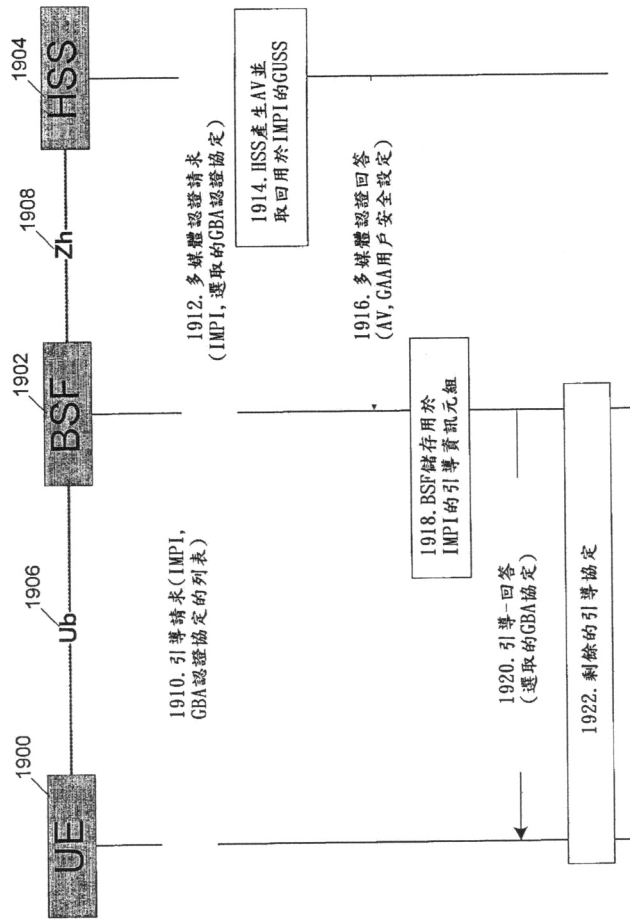 1900
UE
1906
Ub
1902
BSF
1908
Zh
1904
HSS
1910.引導請求(IMPI,
GBA認證協定的列表)
1912.多媒體認證請求
(IMPI,選取的GBA認證協定)
1914.HSS產生AV並
取回用於IMPI的GUSS
1916.多媒體認證回答
(AV,GAA用戶安全設定)
1918.BSF儲存用於
IMPI的引導資訊元組
1920.引導-回答
(選取的GBA協定)
1922.剩餘的引導協定